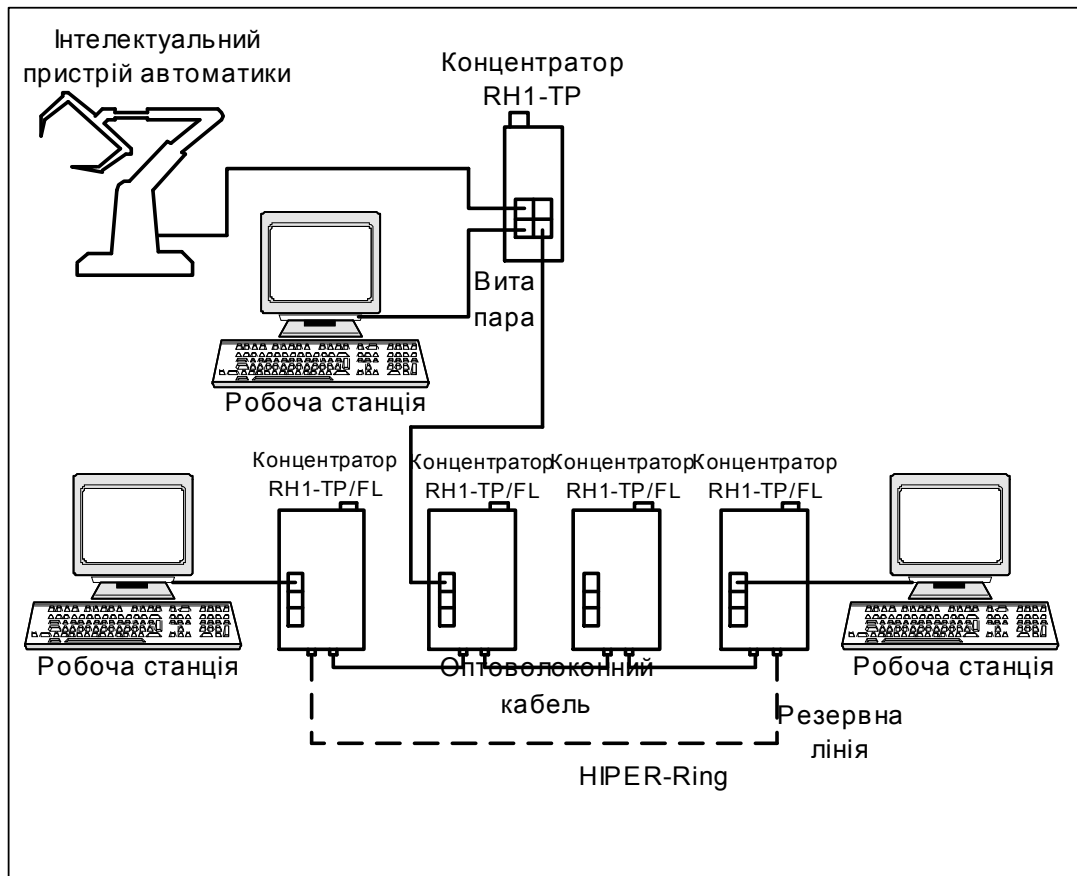 Інтелектуальний
пристрій автоматики
Концентратор
RH1-TP
Вита
пара
Робоча станція
Концентратор
RH1-TP/FL
Концентратор
RH1-TP/FL
Концентратор
RH1-TP/FL
Концентратор
RH1-TP/FL
Робоча станція
Оптоволоконний
кабель
Робоча станція
Резервна
лінія
HIPER-Ring